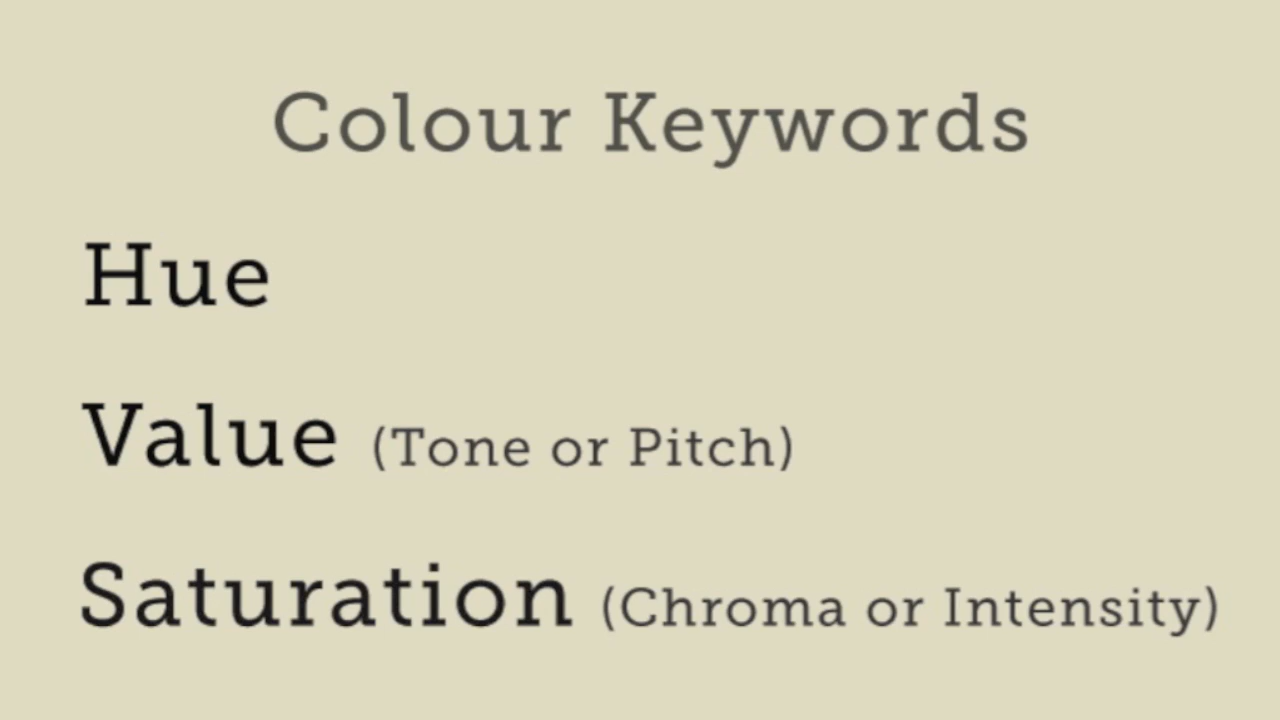 Colour Keywords
Hue
Value (Tone or Pitch)
Saturation (Chroma or Intensity)